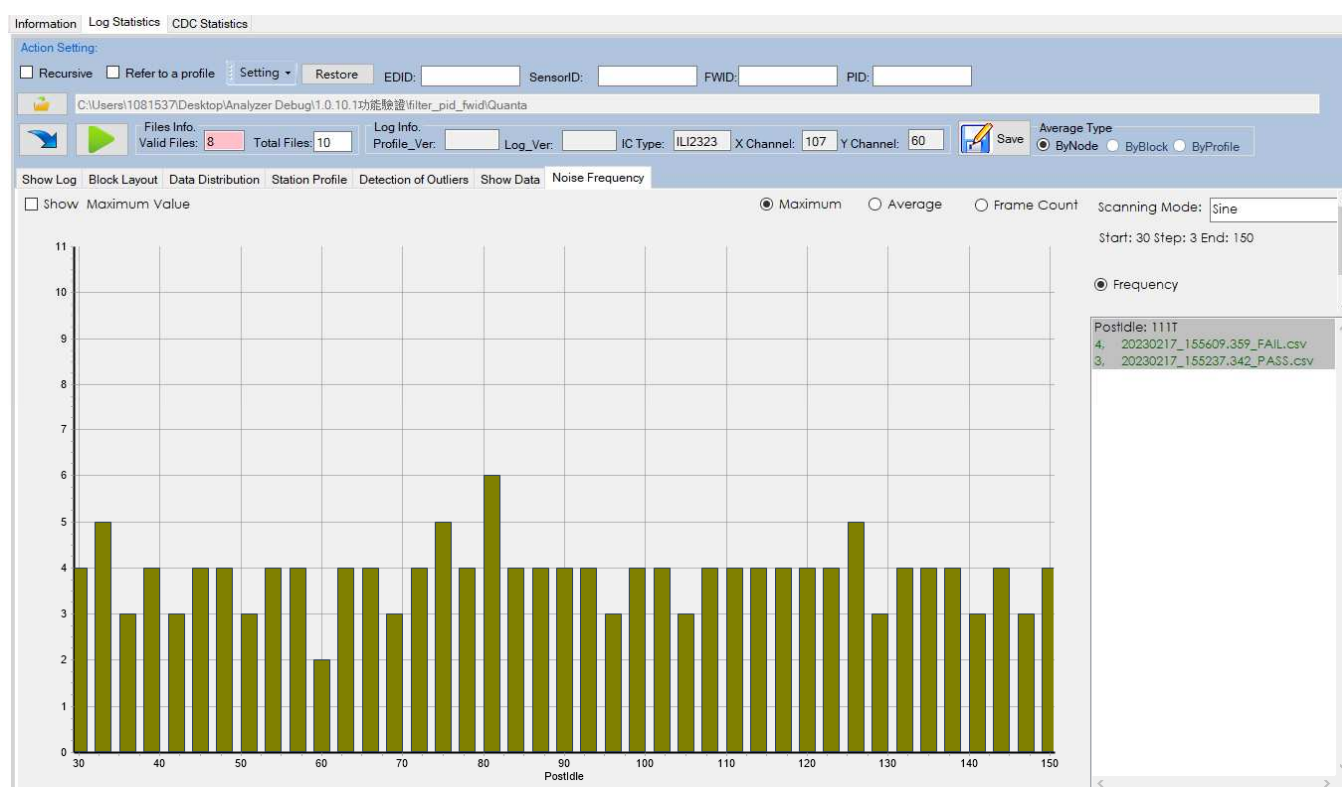 Information Log Statistics CDC Statistics
Action Setting:
Recursive Refer to a profile Setting Restore EDID: SensorID: FWID: PID:
C:\Users\1081537\Desktop\Analyzer Debug\1.0.10.1功能驗證\filter_pid_fwid\Quanta
Files Info. Log Info. Average Type
Valid Files: 8 Total Files: 10 Profile_Ver: Log_Ver: IC Type: ILI2323 X Channel: 107 Y Channel: 60 Save ByNode ByBlock ByProfile
Show Log Block Layout Data Distribution Station Profile Detection of Outliers Show Data Noise Frequency
Show Maximum Value Maximum Average Frame Count Scanning Mode: Sine
Start: 30 Step: 3 End: 150
Frequency
PostIdle: 111T
4, 20230217_155609.359_FAIL.csv
3, 20230217_155237.342_PASS.csv
11
10
9
8
7
6
5
4
3
2
1
0
30 40 50 60 70 80 90 100 110 120 130 140 150
PostIdle